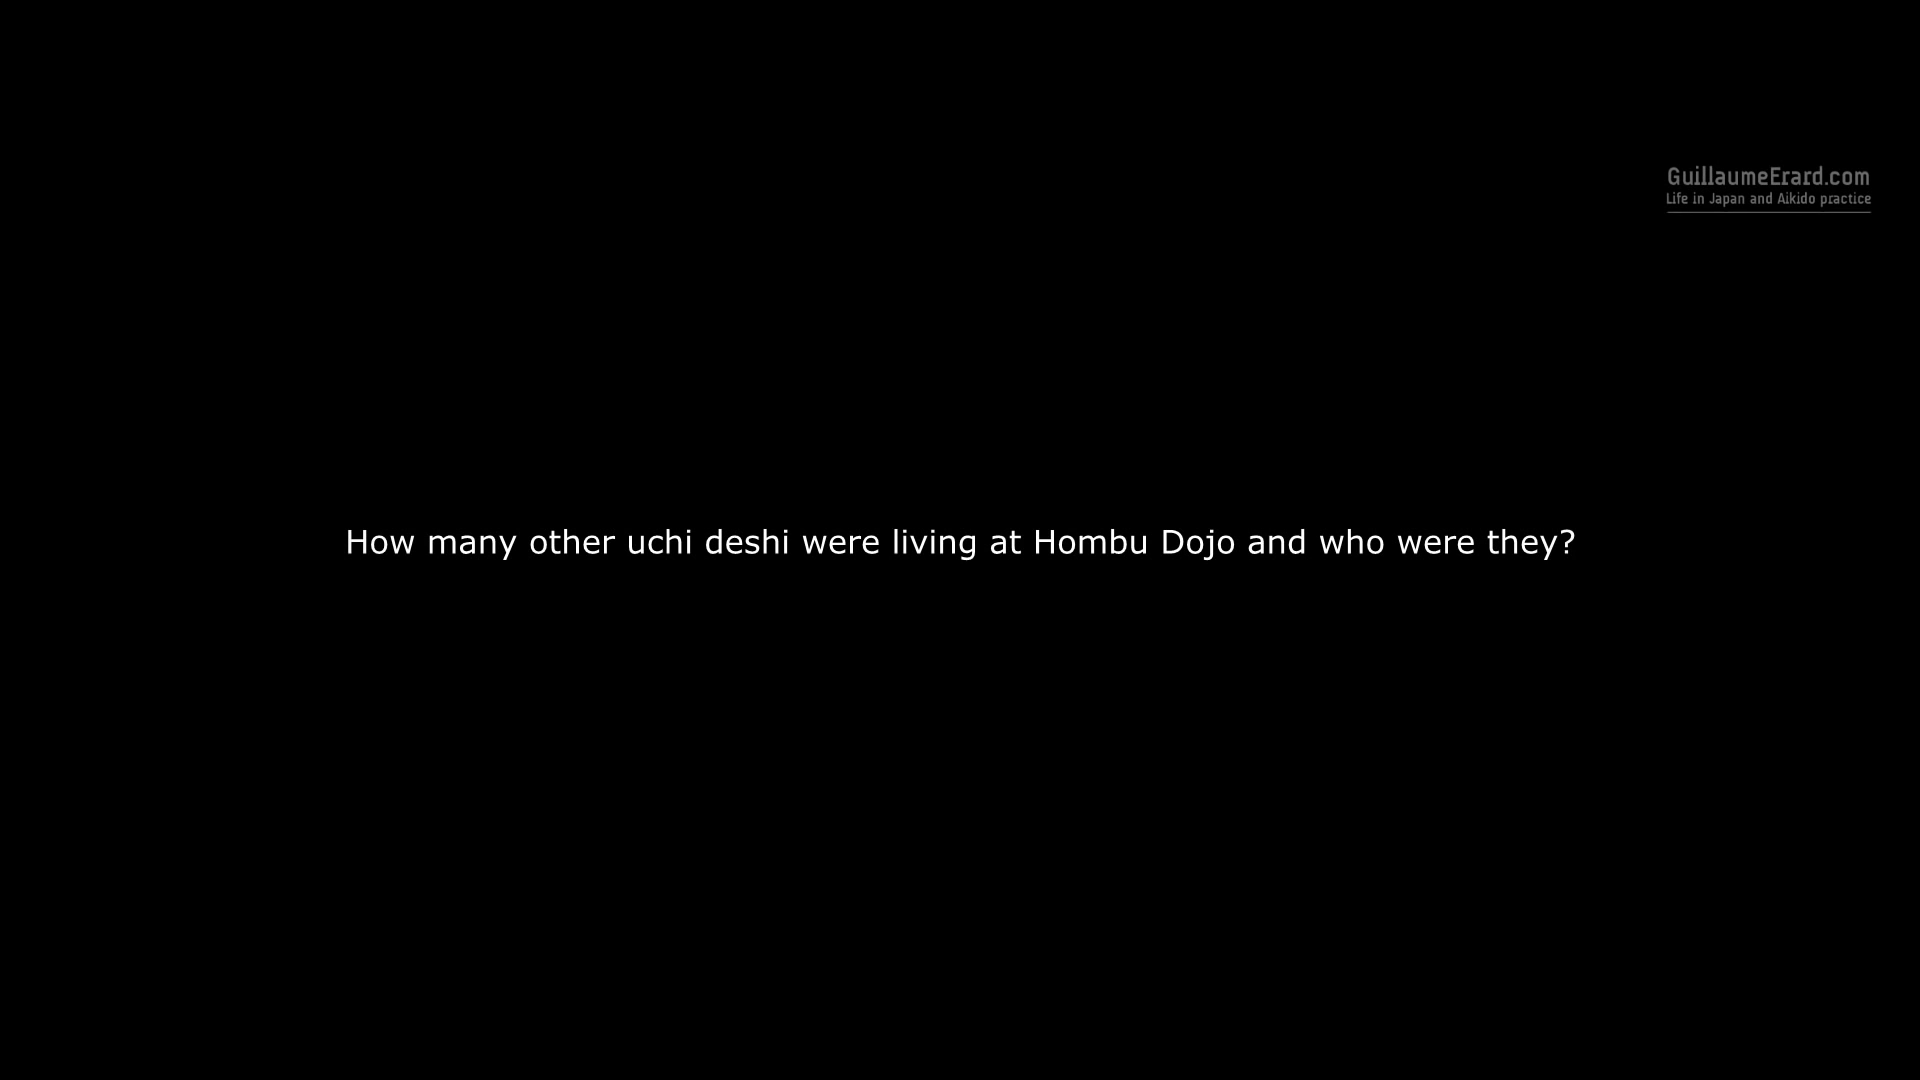 GuillaumeErard.com
Life in Japan and Aikido practice
How many other uchi deshi were living at Hombu Dojo and who were they?